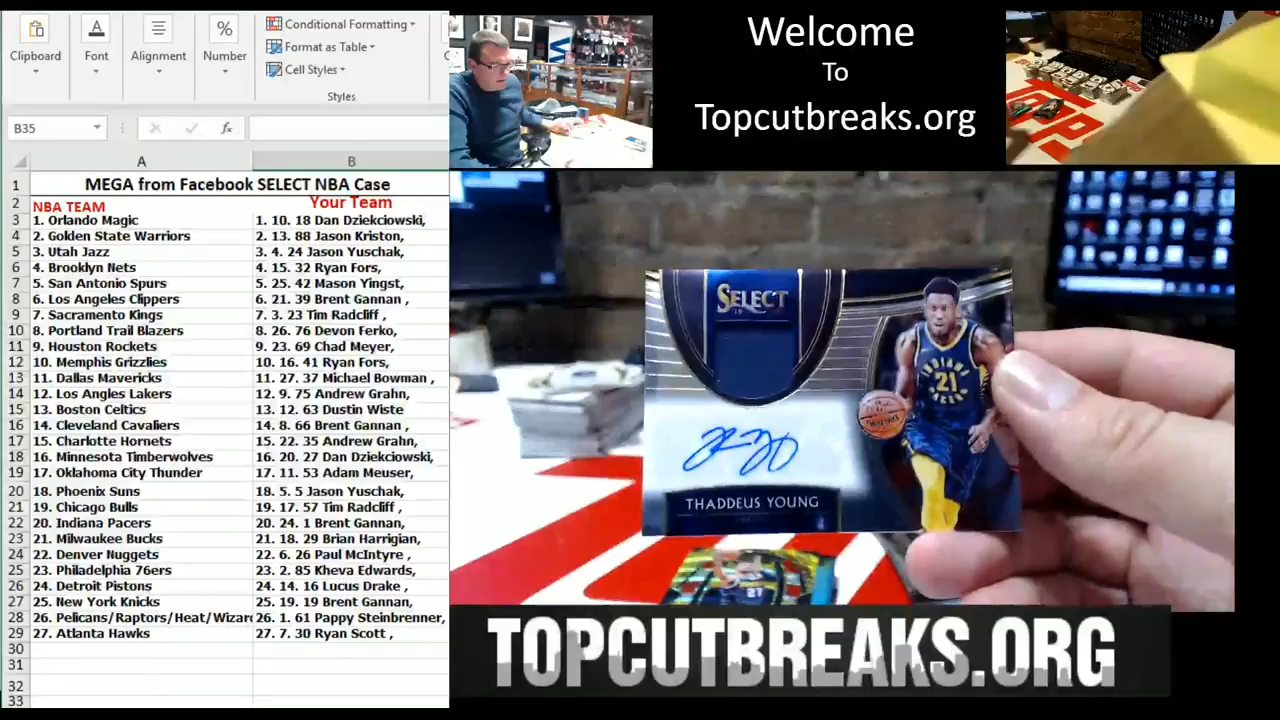 Clipboard
Font
Alignment
%
Number
Conditional Formatting
Format as Table
Cell Styles
Styles
B35
fx
A
B
1 MEGA from Facebook SELECT NBA Case
2 NBA TEAM Your Team
3 1. Orlando Magic 1. 10. 18 Dan Dziekciowski,
4 2. Golden State Warriors 2. 13. 88 Jason Kriston,
5 3. Utah Jazz 3. 4. 24 Jason Yuschak,
6 4. Brooklyn Nets 4. 15. 32 Ryan Fors,
7 5. San Antonio Spurs 5. 25. 42 Mason Yingst,
8 6. Los Angeles Clippers 6. 21. 39 Brent Gannan ,
9 7. Sacramento Kings 7. 3. 23 Tim Radcliff ,
10 8. Portland Trail Blazers 8. 26. 76 Devon Ferko,
11 9. Houston Rockets 9. 23. 69 Chad Meyer,
12 10. Memphis Grizzlies 10. 16. 41 Ryan Fors,
13 11. Dallas Mavericks 11. 27. 37 Michael Bowman ,
14 12. Los Angles Lakers 12. 9. 75 Andrew Grahn,
15 13. Boston Celtics 13. 12. 63 Dustin Wiste
16 14. Cleveland Cavaliers 14. 8. 66 Brent Gannan ,
17 15. Charlotte Hornets 15. 22. 35 Andrew Grahn,
18 16. Minnesota Timberwolves 16. 20. 27 Dan Dziekciowski,
19 17. Oklahoma City Thunder 17. 11. 53 Adam Meuser,
20 18. Phoenix Suns 18. 5. 5 Jason Yuschak,
21 19. Chicago Bulls 19. 17. 57 Tim Radcliff ,
22 20. Indiana Pacers 20. 24. 1 Brent Gannan,
23 21. Milwaukee Bucks 21. 18. 29 Brian Harrigian,
24 22. Denver Nuggets 22. 6. 26 Paul McIntyre ,
25 23. Philadelphia 76ers 23. 2. 85 Kheva Edwards,
26 24. Detroit Pistons 24. 14. 16 Lucus Drake ,
27 25. New York Knicks 25. 19. 19 Brent Gannan,
28 26. Pelicans/Raptors/Heat/Wizard 26. 1. 61 Pappy Steinbrenner,
29 27. Atlanta Hawks 27. 7. 30 Ryan Scott ,
30
31
32
33
Welcome
To
Topcutbreaks.org
SELECT
INDIANA
21
PACERS
THADDEUS YOUNG
27
TOPCUTBREAKS.ORG